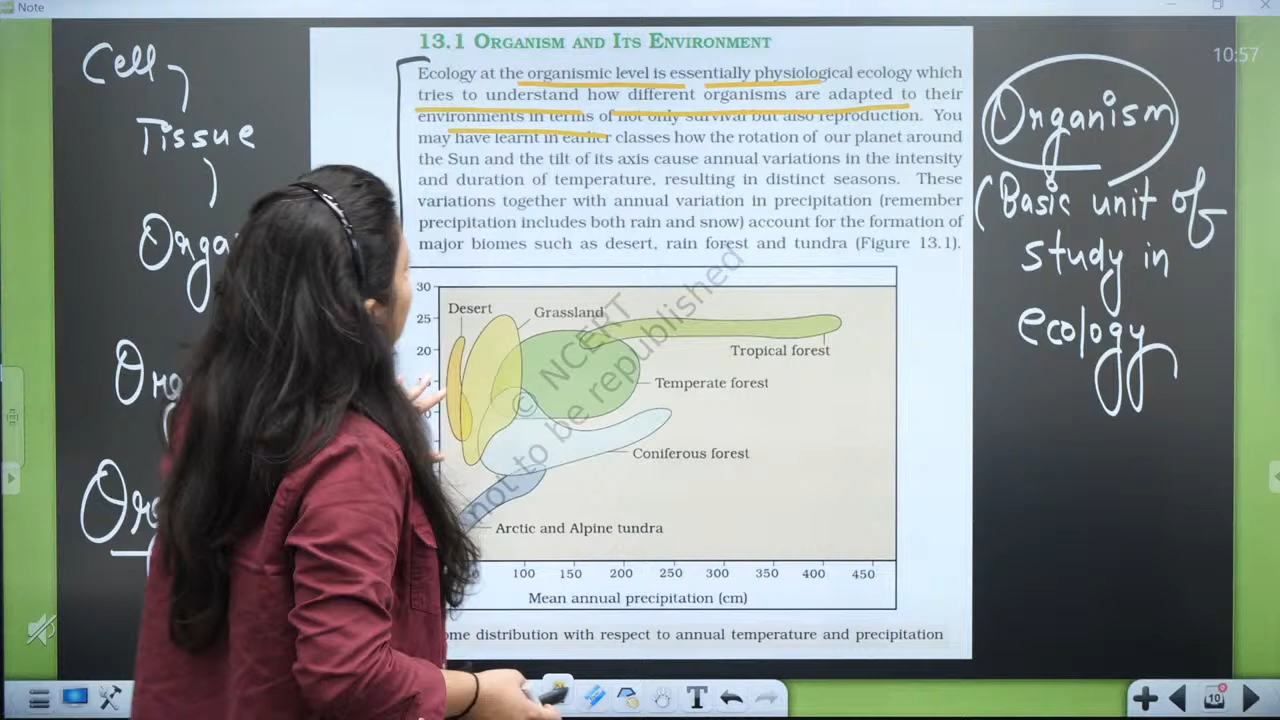 Note
10:57
Cell
Tissue
13.1 ORGANISM AND ITS ENVIRONMENT
Ecology at the organismic level is essentially physiological ecology which
tries to understand how different organisms are adapted to their
environments in terms of not only survival but also reproduction. You
may have learnt in earlier classes how the rotation of our planet around
the Sun and the tilt of its axis cause annual variations in the intensity
and duration of temperature, resulting in distinct seasons. These
variations together with annual variation in precipitation (remember
precipitation includes both rain and snow) account for the formation of
major biomes such as desert, rain forest and tundra (Figure 13.1).
30
25
20
Desert
Grassland
Tropical forest
Temperate forest
Coniferous forest
Arctic and Alpine tundra
© NCERT
not to be republished
100 150 200 250 300 350 400 450
Mean annual precipitation (cm)
distribution with respect to annual temperature and precipitation
Organism
(Basic unit of
study in
ecology
T
10